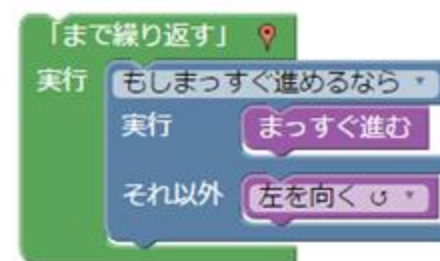 「まで繰り返す」
実行 もしまっすぐ進めるなら
実行 まっすぐ進む
それ以外 左を向く ↺